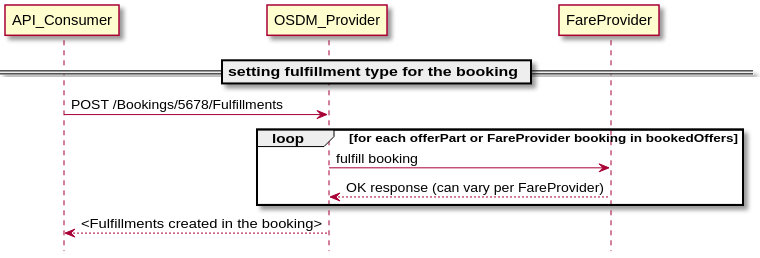 API_Consumer
OSDM_Provider
FareProvider
setting fulfillment type for the booking
POST /Bookings/5678/Fulfillments
loop
[for each offerPart or FareProvider booking in bookedOffers]
fulfill booking
OK response (can vary per FareProvider)
<Fulfillments created in the booking>